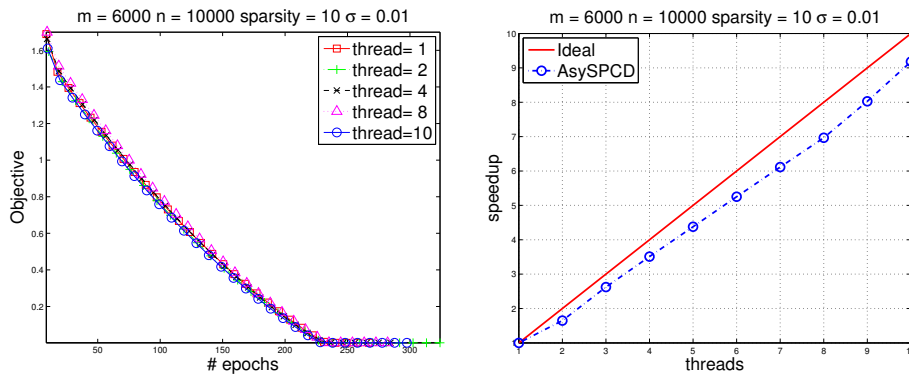 m = 6000 n = 10000 sparsity = 10 σ = 0.01
1.6
1.4
1.2
1
0.8
0.6
0.4
0.2
Objective
thread= 1
thread= 2
thread= 4
thread= 8
thread=10
50
100
150
200
250
300
# epochs
m = 6000 n = 10000 sparsity = 10 σ = 0.01
10
9
8
7
6
5
4
3
2
1
speedup
Ideal
AsySPCD
1
2
3
4
5
6
7
8
9
threads